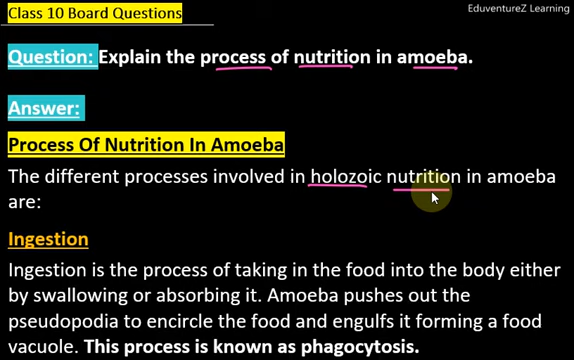 Class 10 Board Questions
EduventureZ Learning
Question: Explain the process of nutrition in amoeba.
Answer:
Process Of Nutrition In Amoeba
The different processes involved in holozoic nutrition in amoeba
are:
Ingestion
Ingestion is the process of taking in the food into the body either
by swallowing or absorbing it. Amoeba pushes out the
pseudopodia to encircle the food and engulfs it forming a food
vacuole. This process is known as phagocytosis.